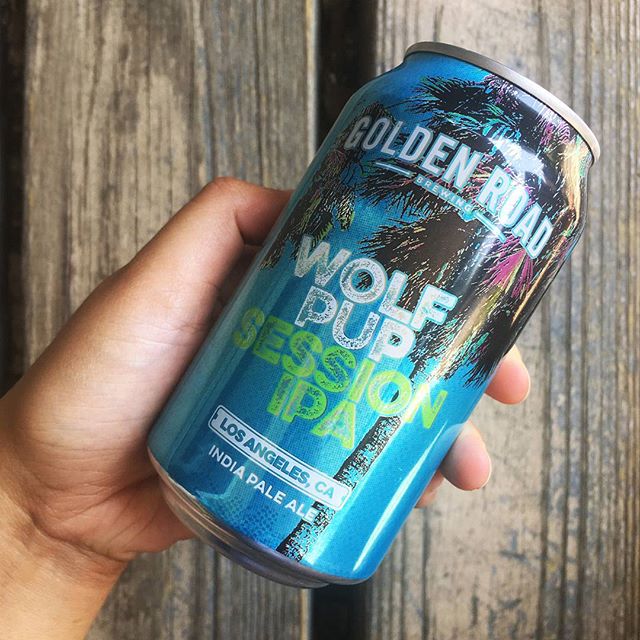 GOLDEN ROAD
BREWING
WOLF
PUP
SESSION
IPA
LOS ANGELES, CA
INDIA PALE ALE